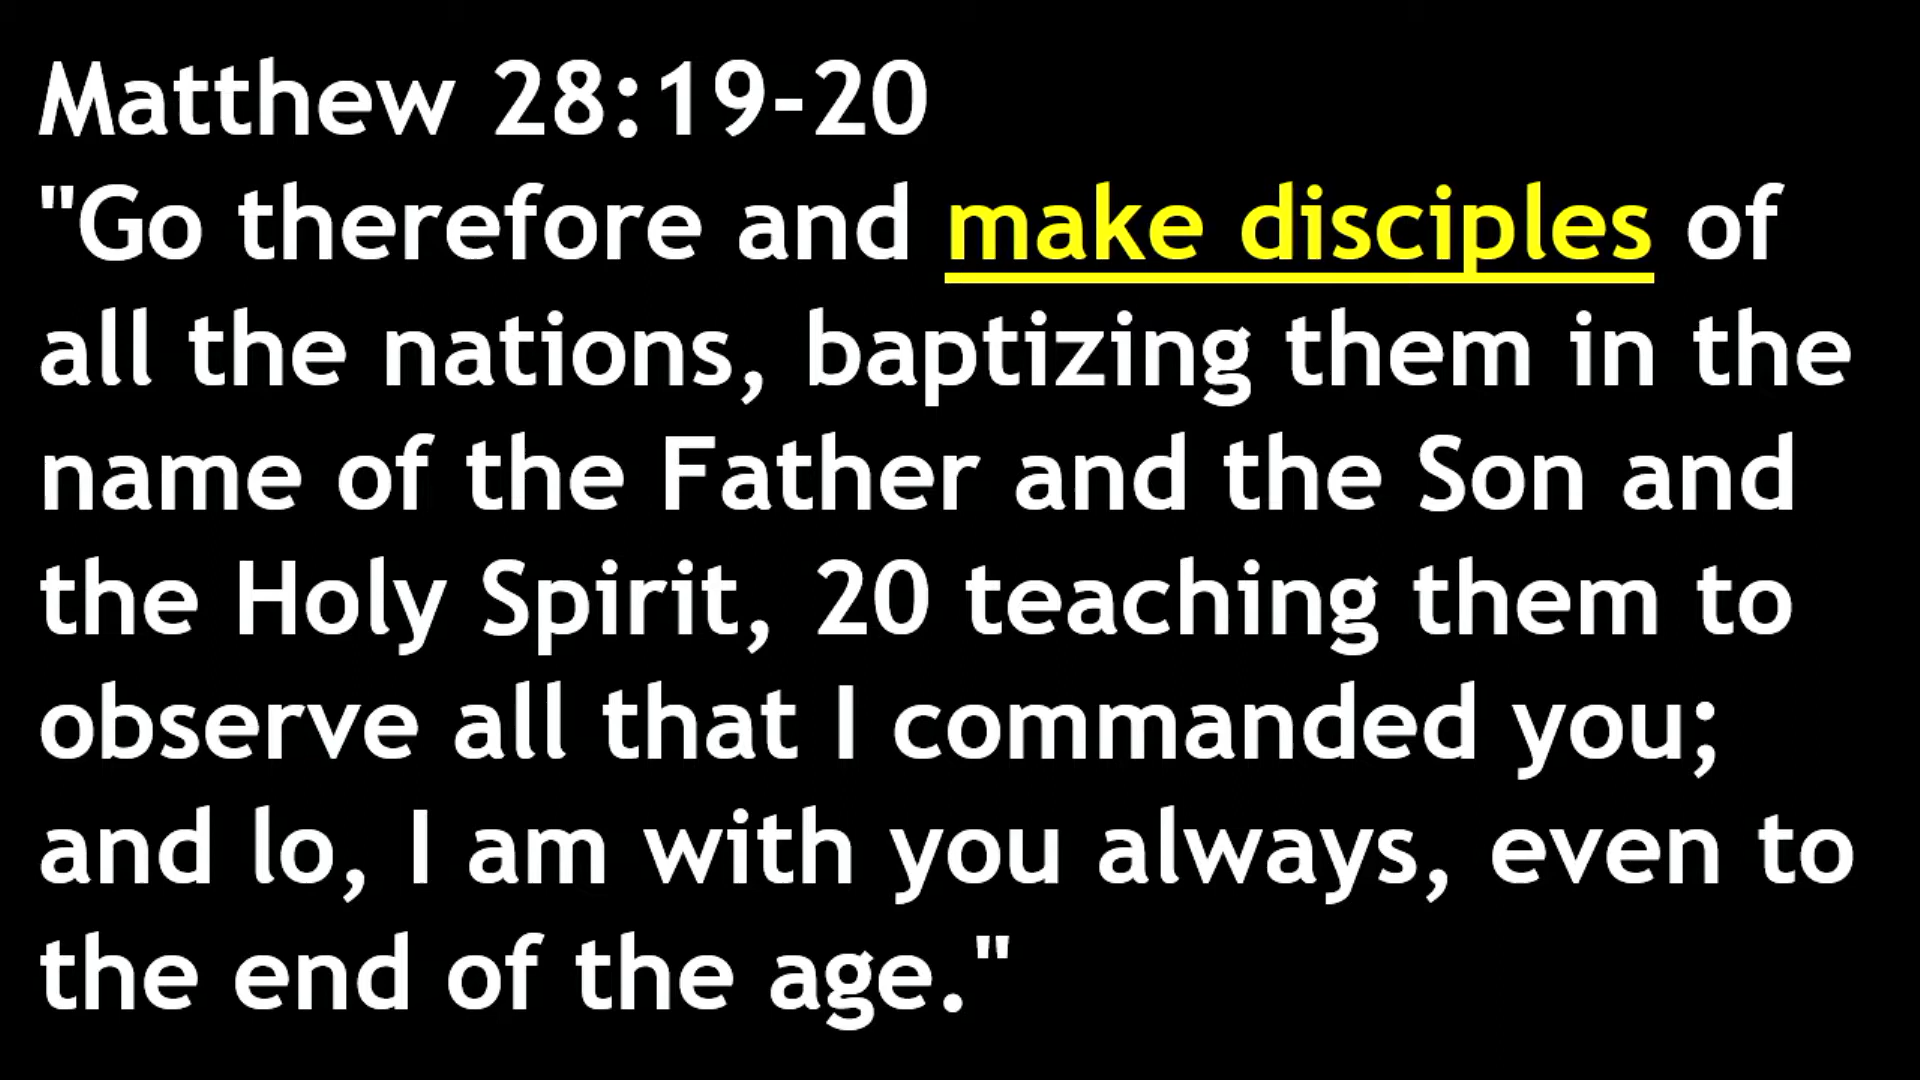 Matthew 28:19-20
"Go therefore and make disciples of
all the nations, baptizing them in the
name of the Father and the Son and
the Holy Spirit, 20 teaching them to
observe all that I commanded you;
and lo, I am with you always, even to
the end of the age."